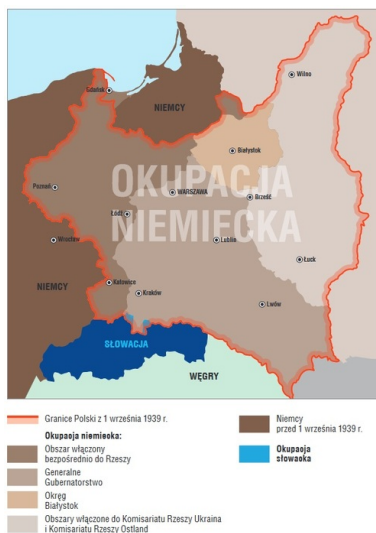 Wilno
Gdańsk
NIEMCY
Białystok
OKUPACJA
NIEMIECKA
Poznań
WARSZAWA
Brześć
Łódź
Wrocław
Lublin
Łuck
NIEMCY
Katowice
Kraków
Lwów
SŁOWACJA
WĘGRY
Granice Polski z 1 września 1939 r.
Okupacja niemiecka:
Obszar włączony
bezpośrednio do Rzeszy
Generalne
Gubernatorstwo
Okręg
Białystok
Obszary włączone do Komisariatu Rzeszy Ukraina
i Komisariatu Rzeszy Ostland
Niemcy
przed 1 września 1939 r.
Okupacja
słowacka